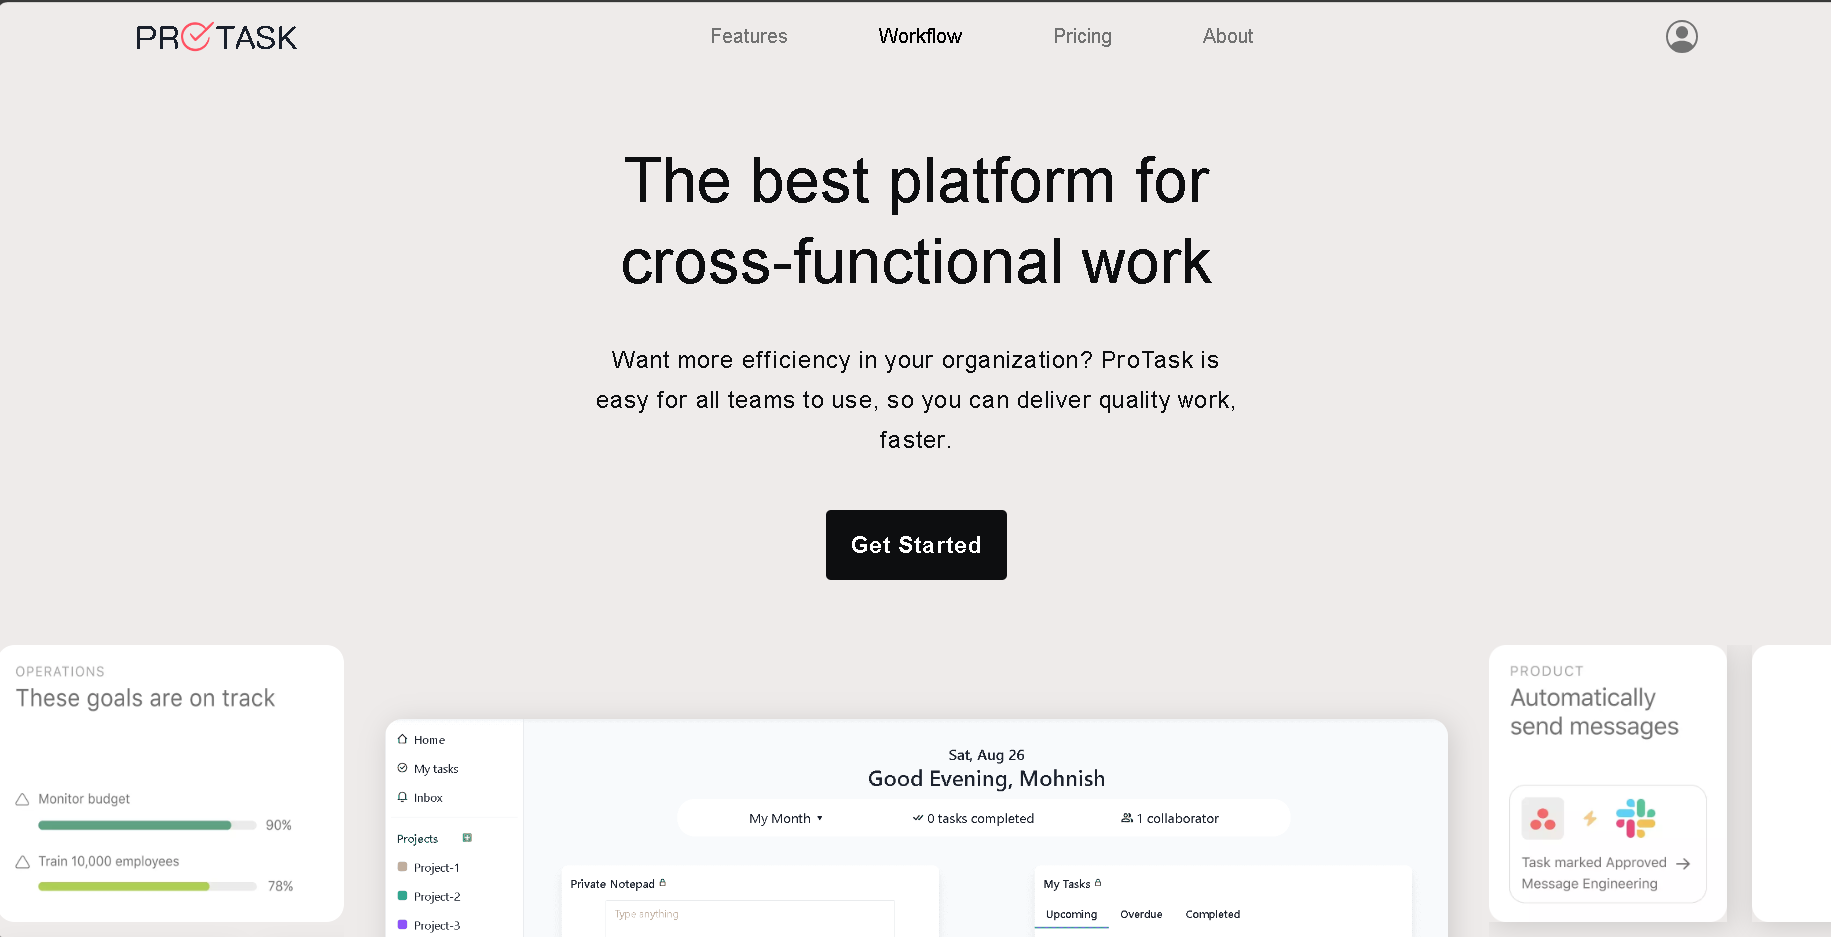 PROTASK
Features
Workflow
Pricing
About
The best platform for
cross-functional work
Want more efficiency in your organization? ProTask is
easy for all teams to use, so you can deliver quality work,
faster.
Get Started
OPERATIONS
These goals are on track
Monitor budget
90%
Train 10,000 employees
78%
Home
My tasks
Inbox
Projects
Project-1
Project-2
Project-3
Sat, Aug 26
Good Evening, Mohnish
My Month
0 tasks completed
1 collaborator
Private Notepad
Type anything
My Tasks
Upcoming
Overdue
Completed
PRODUCT
Automatically
send messages
Task marked Approved
Message Engineering